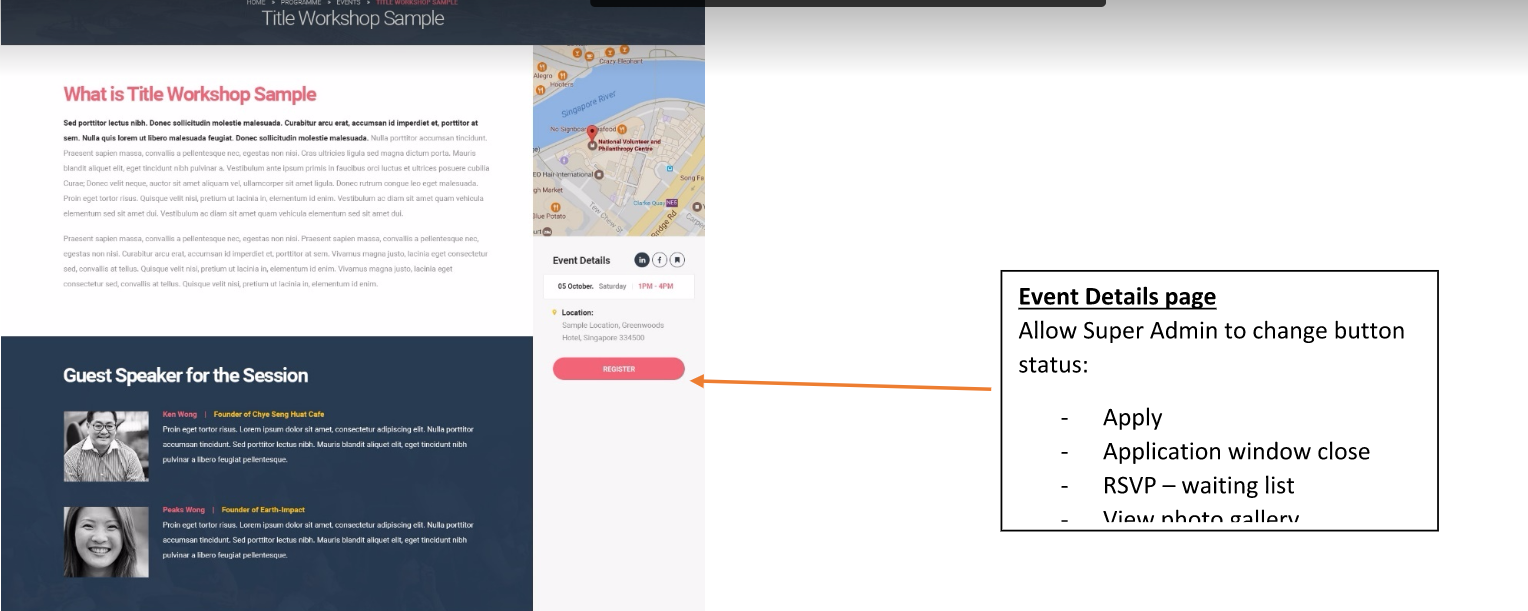 HOME > PROGRAMME > EVENTS > TITLE WORKSHOP SAMPLE
Title Workshop Sample
What is Title Workshop Sample
Sed porttitor lectus nibh. Donec sollicitudin molestie malesuada. Curabitur arcu erat, accumsan id imperdiet et, porttitor at
sem. Nulla quis lorem ut libero malesuada feugiat. Donec sollicitudin molestie malesuada. Nulla porttitor accumsan tincidunt.
Praesent sapien massa, convallis a pellentesque nec, egestas non nisi. Cras ultricies ligula sed magna dictum porta. Mauris
blandit aliquet elit, eget tincidunt nibh pulvinar a. Vestibulum ante ipsum primis in faucibus orci luctus et ultrices posuere cubilia
Curae; Donec velit neque, auctor sit amet aliquam vel, ullamcorper sit amet ligula. Donec rutrum congue leo eget malesuada.
Proin eget tortor risus. Quisque velit nisi, pretium ut lacinia in, elementum id enim. Vestibulum ac diam sit amet quam vehicula
elementum sed sit amet dui. Vestibulum ac diam sit amet quam vehicula elementum sed sit amet dui.
Praesent sapien massa, convallis a pellentesque nec, egestas non nisi. Praesent sapien massa, convallis a pellentesque nec,
egestas non nisi. Curabitur arcu erat, accumsan id imperdiet et, porttitor at sem. Vivamus magna justo, lacinia eget consectetur
sed, convallis at tellus. Quisque velit nisi, pretium ut lacinia in, elementum id enim. Vivamus magna justo, lacinia eget
consectetur sed, convallis at tellus. Quisque velit nisi, pretium ut lacinia in, elementum id enim.
Guest Speaker for the Session
Ken Wong | Founder of Chye Seng Huat Cafe
Proin eget tortor risus. Lorem ipsum dolor sit amet, consectetur adipiscing elit. Nulla porttitor
accumsan tincidunt. Sed porttitor lectus nibh. Mauris blandit aliquet elit, eget tincidunt nibh
pulvinar a libero feugiat pellentesque.
Peaks Wong | Founder of Earth-Impact
Proin eget tortor risus. Lorem ipsum dolor sit amet, consectetur adipiscing elit. Nulla porttitor
accumsan tincidunt. Sed porttitor lectus nibh. Mauris blandit aliquet elit, eget tincidunt nibh
pulvinar a libero feugiat pellentesque.
Crazy Elephant
Alegro
Hooters
Singapore River
No Signboard Seafood
National Volunteer and
Philanthropy Centre
EO Hair International
Song Fa
gh Market
Clarke Quay NE5
Blue Potato
Tew Chew St
Bridge Rd
Event Details
in f
05 October. Saturday | 1PM - 4PM
Location:
Sample Location, Greenwoods
Hotel, Singapore 334500
REGISTER
Event Details page
Allow Super Admin to change button
status:
- Apply
- Application window close
- RSVP – waiting list
- View photo gallery